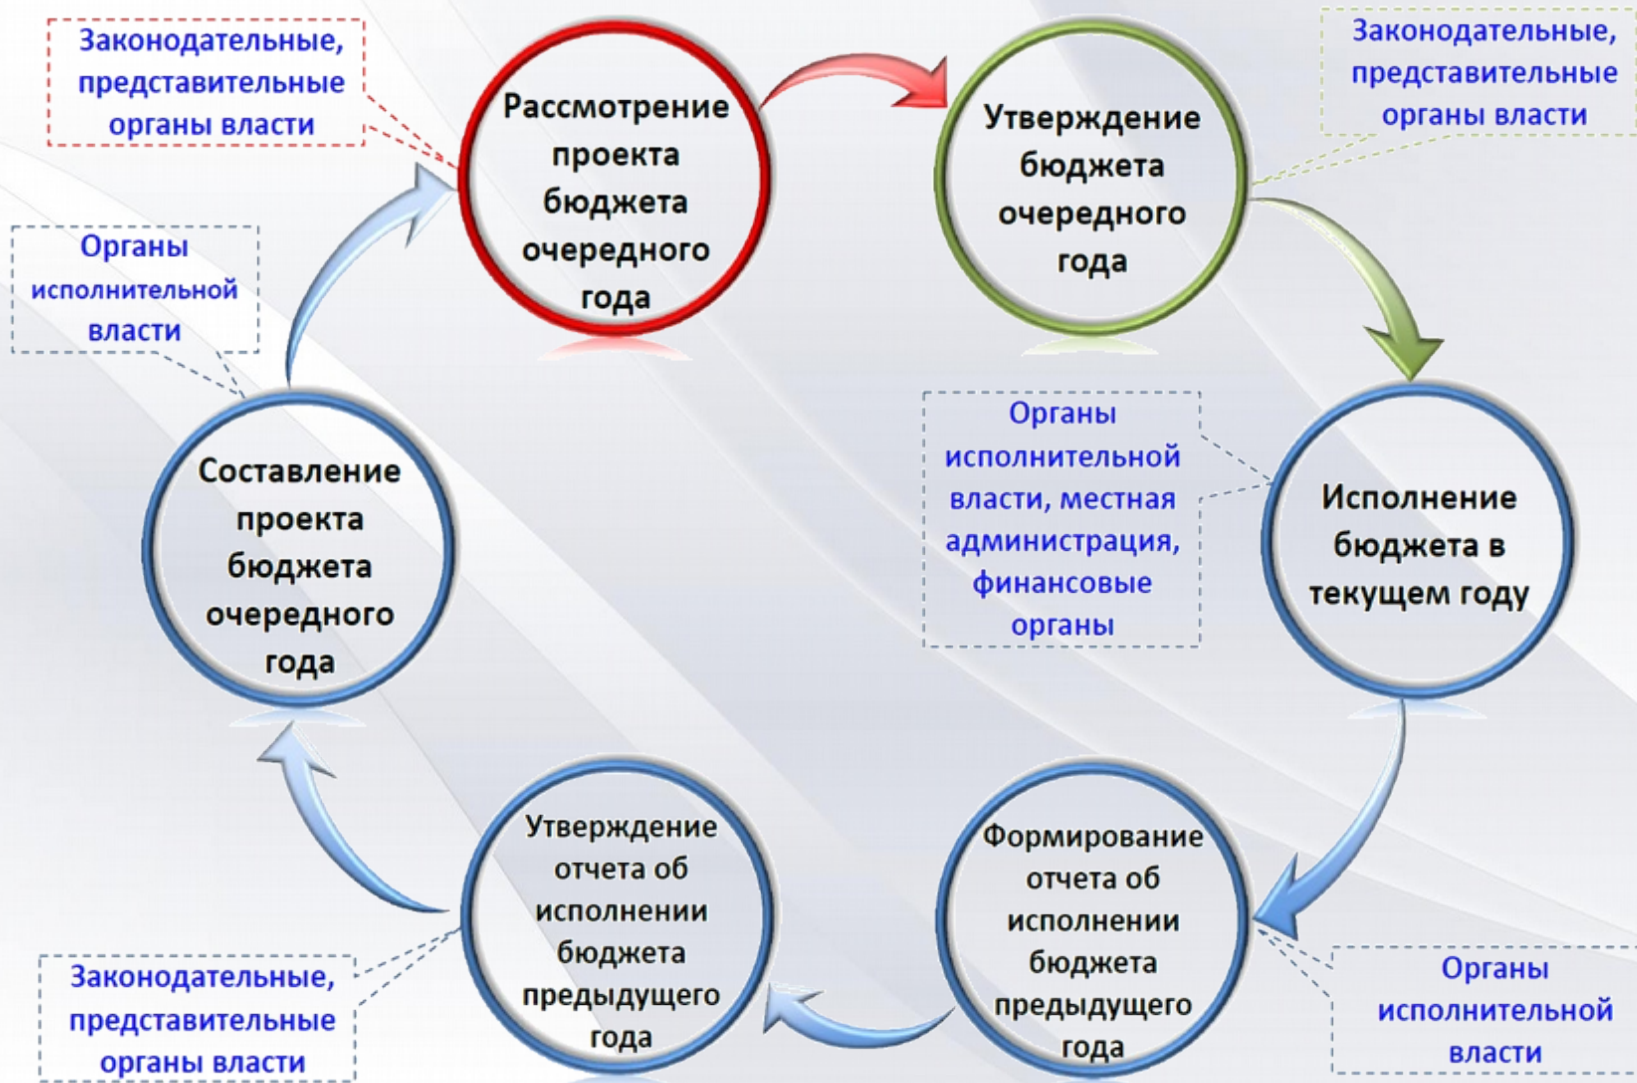 Законодательные,
представительные
органы власти
Рассмотрение
проекта
бюджета
очередного
года
Утверждение
бюджета
очередного
года
Законодательные,
представительные
органы власти
Органы
исполнительной
власти
Составление
проекта
бюджета
очередного
года
Органы
исполнительной
власти, местная
администрация,
финансовые
органы
Исполнение
бюджета в
текущем году
Утверждение
отчета об
исполнении
бюджета
предыдущего
года
Формирование
отчета об
исполнении
бюджета
предыдущего
года
Законодательные,
представительные
органы власти
Органы
исполнительной
власти